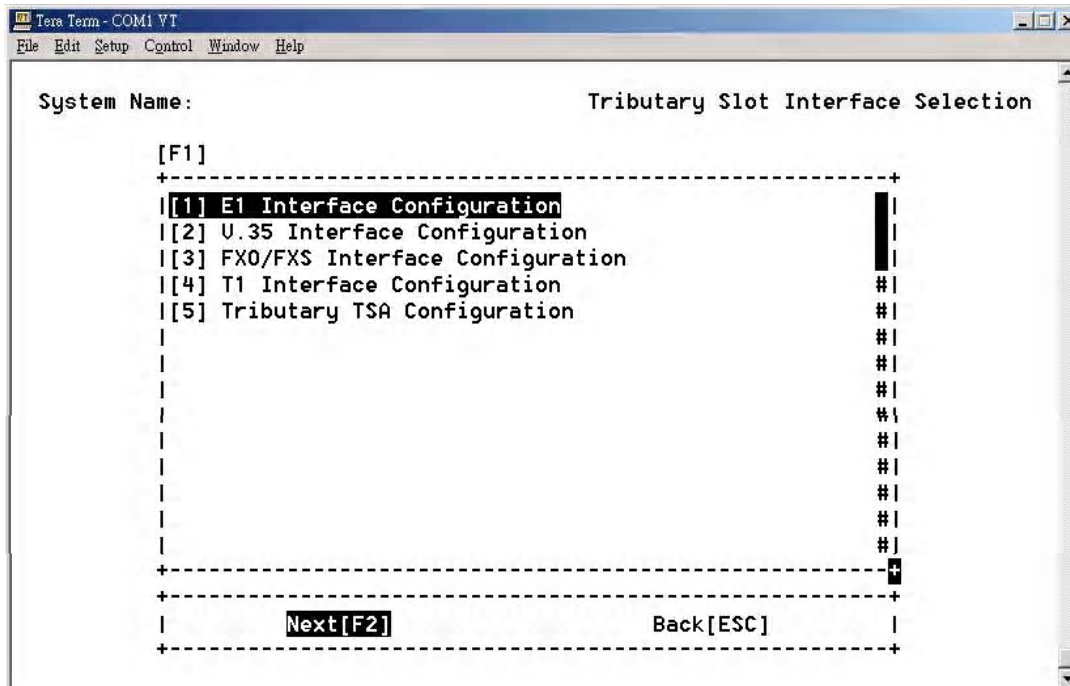 Tera Term - COM1 VT
File Edit Setup Control Window Help
System Name: Tributary Slot Interface Selection
[F1]
[1] E1 Interface Configuration
[2] V.35 Interface Configuration
[3] FXO/FXS Interface Configuration
[4] T1 Interface Configuration
[5] Tributary TSA Configuration
Next[F2] Back[ESC]